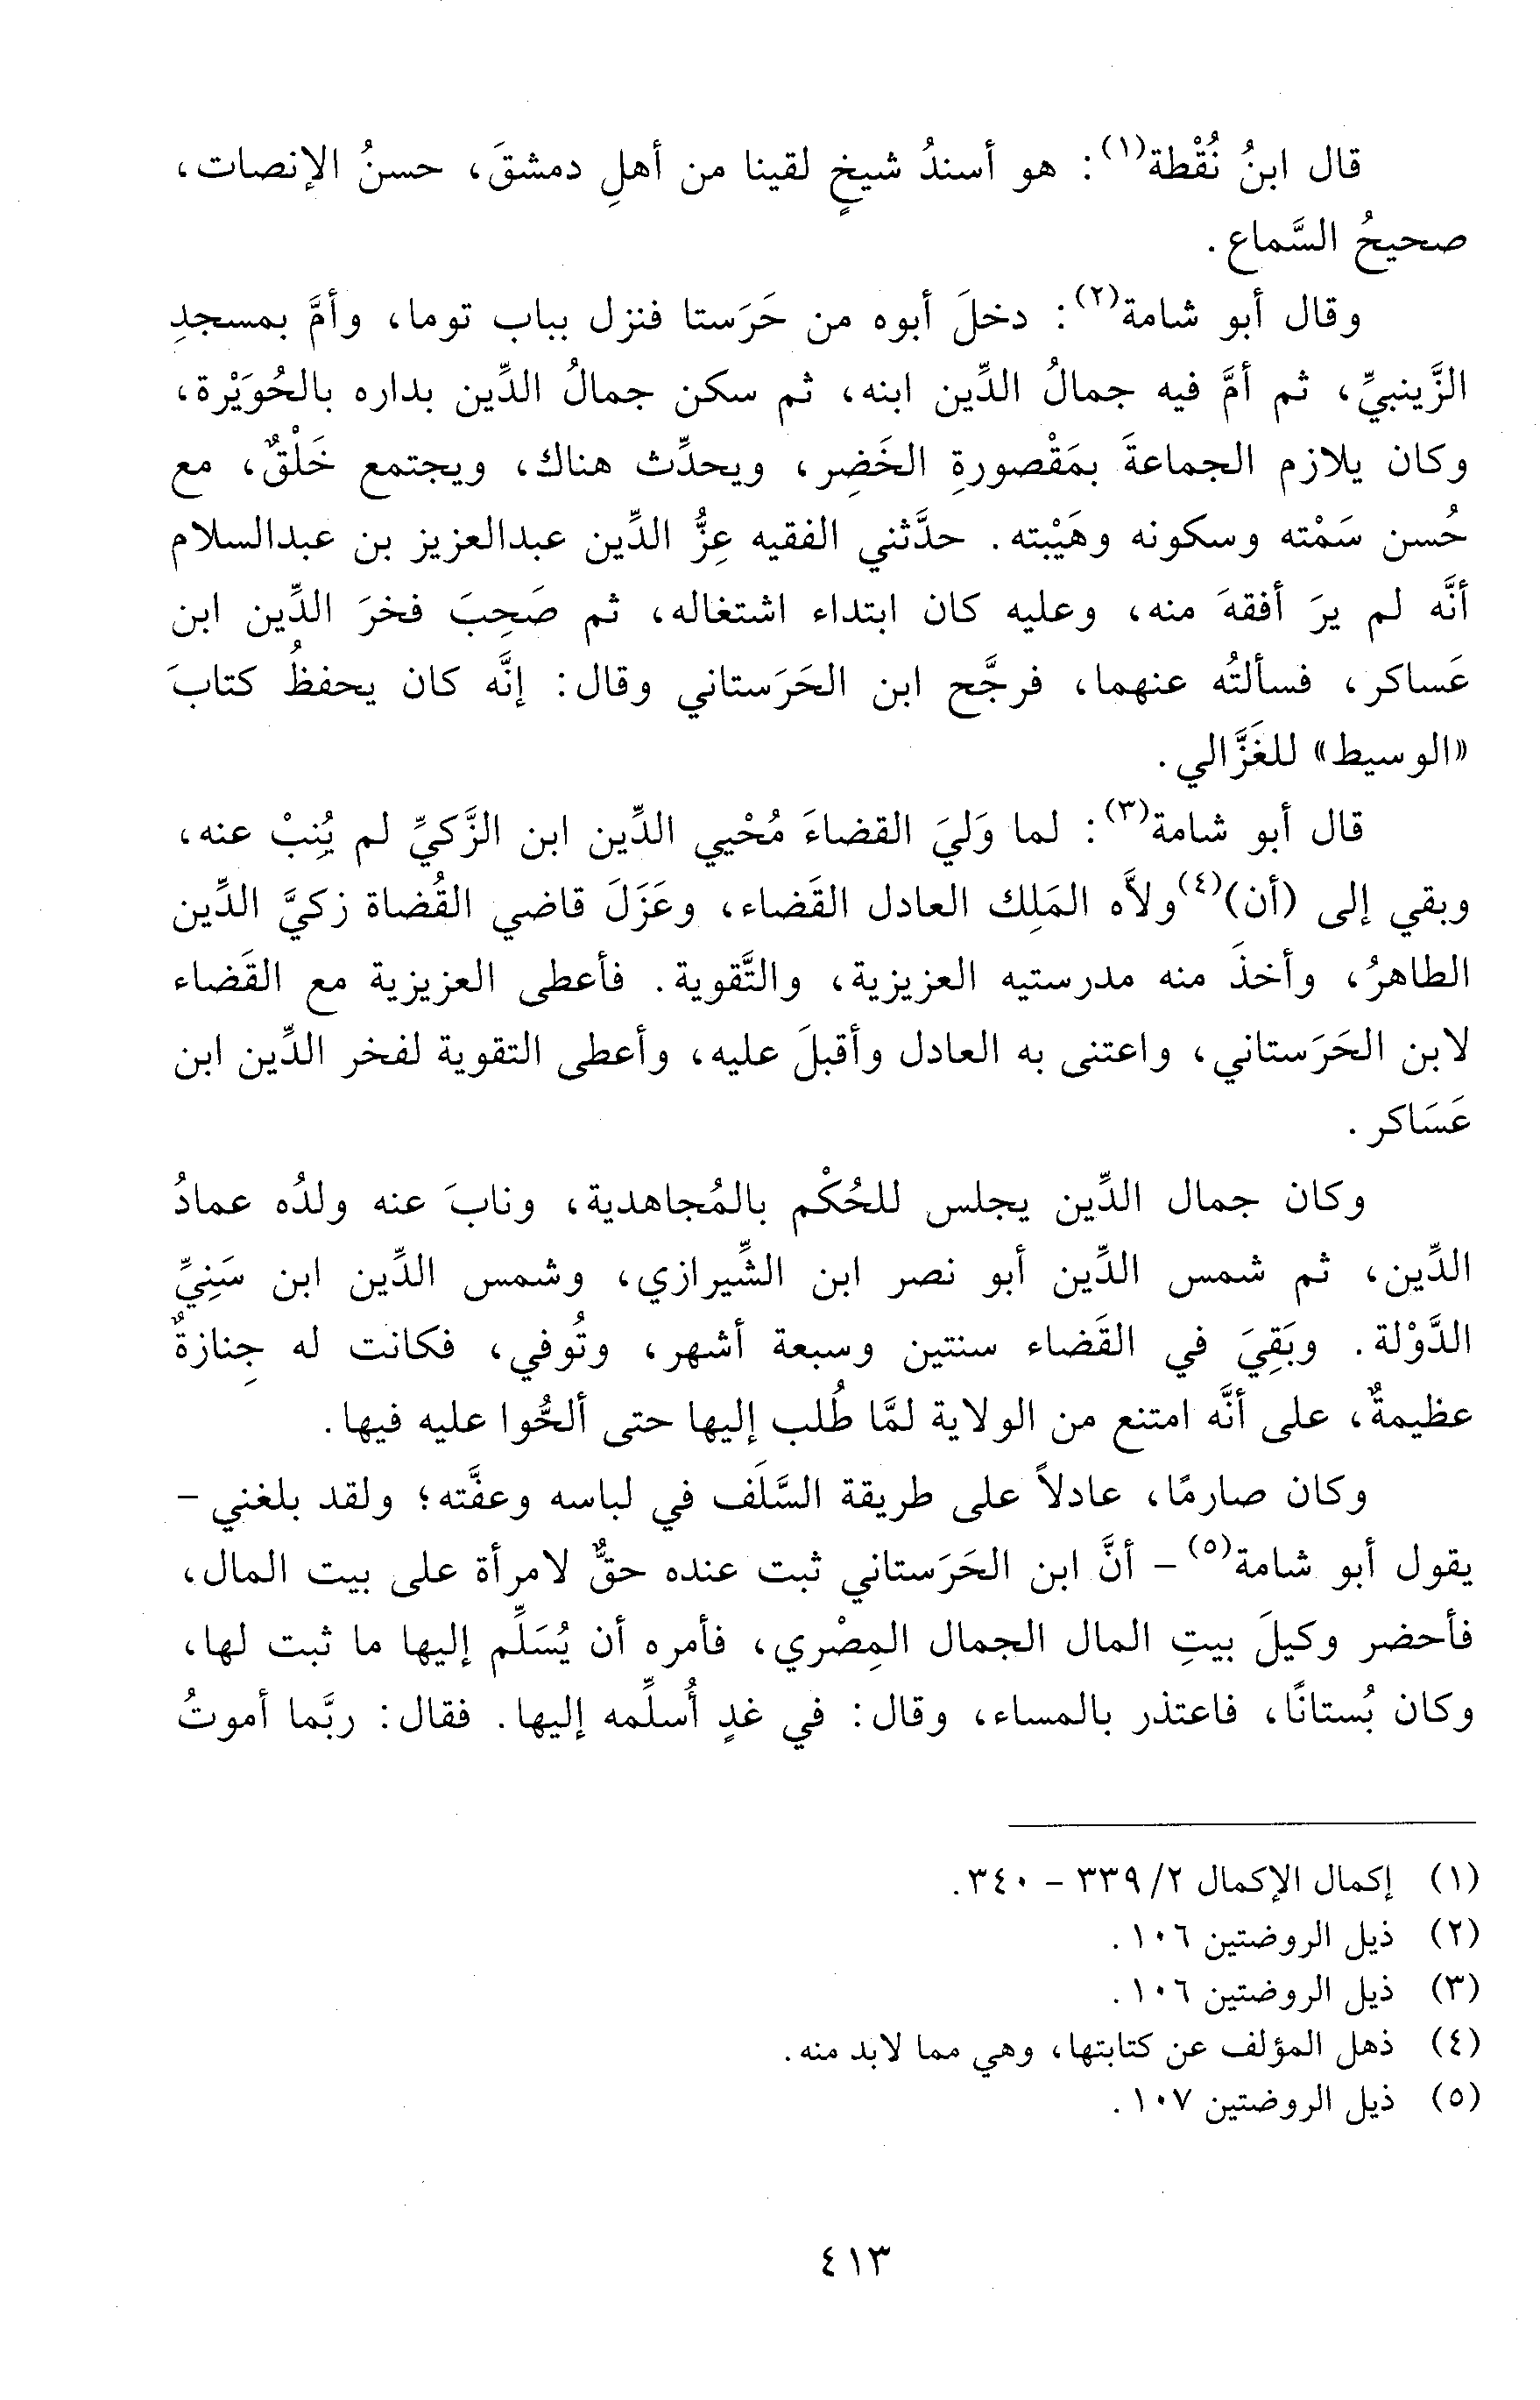 قال ابنُ نُقْطة(١): هو أسندُ شيخٍ لقينا من أهلِ دمشقَ، حسنُ الإنصات،
صحيحُ السَّماع.
وقال أبو شامة(٢): دخلَ أبوه من حَرَستا فنزل بباب توما، وأمَّ بمسجدِ
الزَّينبيِّ، ثم أمَّ فيه جمالُ الدِّين ابنه، ثم سكن جمالُ الدِّين بداره بالحُوَيْرة،
وكان يلازم الجماعةَ بمَقْصورةِ الخَضِر، ويحدِّث هناك، ويجتمع خَلْقٌ، مع
حُسن سَمْته وسكونه وهَيْبته. حدَّثني الفقيه عِزُّ الدِّين عبدالعزيز بن عبدالسلام
أنَّه لم يرَ أفقهَ منه، وعليه كان ابتداء اشتغاله، ثم صَحِبَ فخرَ الدِّين ابن
عَساكر، فسألتُه عنهما، فرجَّح ابن الحَرَستاني وقال: إنَّه كان يحفظُ كتابَ
«الوسيط» للغَزَّالي.
قال أبو شامة(٣): لما وَليَ القضاءَ مُحْيي الدِّين ابن الزَّكيِّ لم يُنِبْ عنه،
وبقي إلى (أن)(٤) ولاَّه المَلِك العادل القَضاء، وعَزَلَ قاضي القُضاة زكيَّ الدِّين
الطاهرُ، وأخذَ منه مدرستيه العزيزية، والتَّقوية. فأعطى العزيزية مع القَضاء
لابن الحَرَستاني، واعتنى به العادل وأقبلَ عليه، وأعطى التقوية لفخر الدِّين ابن
عَسَاكر.
وكان جمال الدِّين يجلس للحُكْم بالمُجاهدية، ونابَ عنه ولدُه عمادُ
الدِّين، ثم شمس الدِّين أبو نصر ابن الشِّيرازي، وشمس الدِّين ابن سَنِيِّ
الدَّوْلة. وبَقِيَ في القَضاء سنتين وسبعة أشهر، وتُوفي، فكانت له جِنازةٌ
عظيمةٌ، على أنَّه امتنع من الولاية لمَّا طُلب إليها حتى ألحُّوا عليه فيها.
وكان صارمًا، عادلاً على طريقة السَّلَف في لباسه وعفَّته؛ ولقد بلغني -
يقول أبو شامة(٥) - أنَّ ابن الحَرَستاني ثبت عنده حقٌّ لامرأة على بيت المال،
فأحضر وكيلَ بيتِ المال الجمال المِصْري، فأمره أن يُسَلِّم إليها ما ثبت لها،
وكان بُستانًا، فاعتذر بالمساء، وقال: في غدٍ أُسلِّمه إليها. فقال: ربَّما أموتُ
(١) إكمال الإكمال ٢/ ٣٣٩ - ٣٤٠.
(٢) ذيل الروضتين ١٠٦.
(٣) ذيل الروضتين ١٠٦.
(٤) ذهل المؤلف عن كتابتها، وهي مما لابد منه.
(٥) ذيل الروضتين ١٠٧.
٤١٣